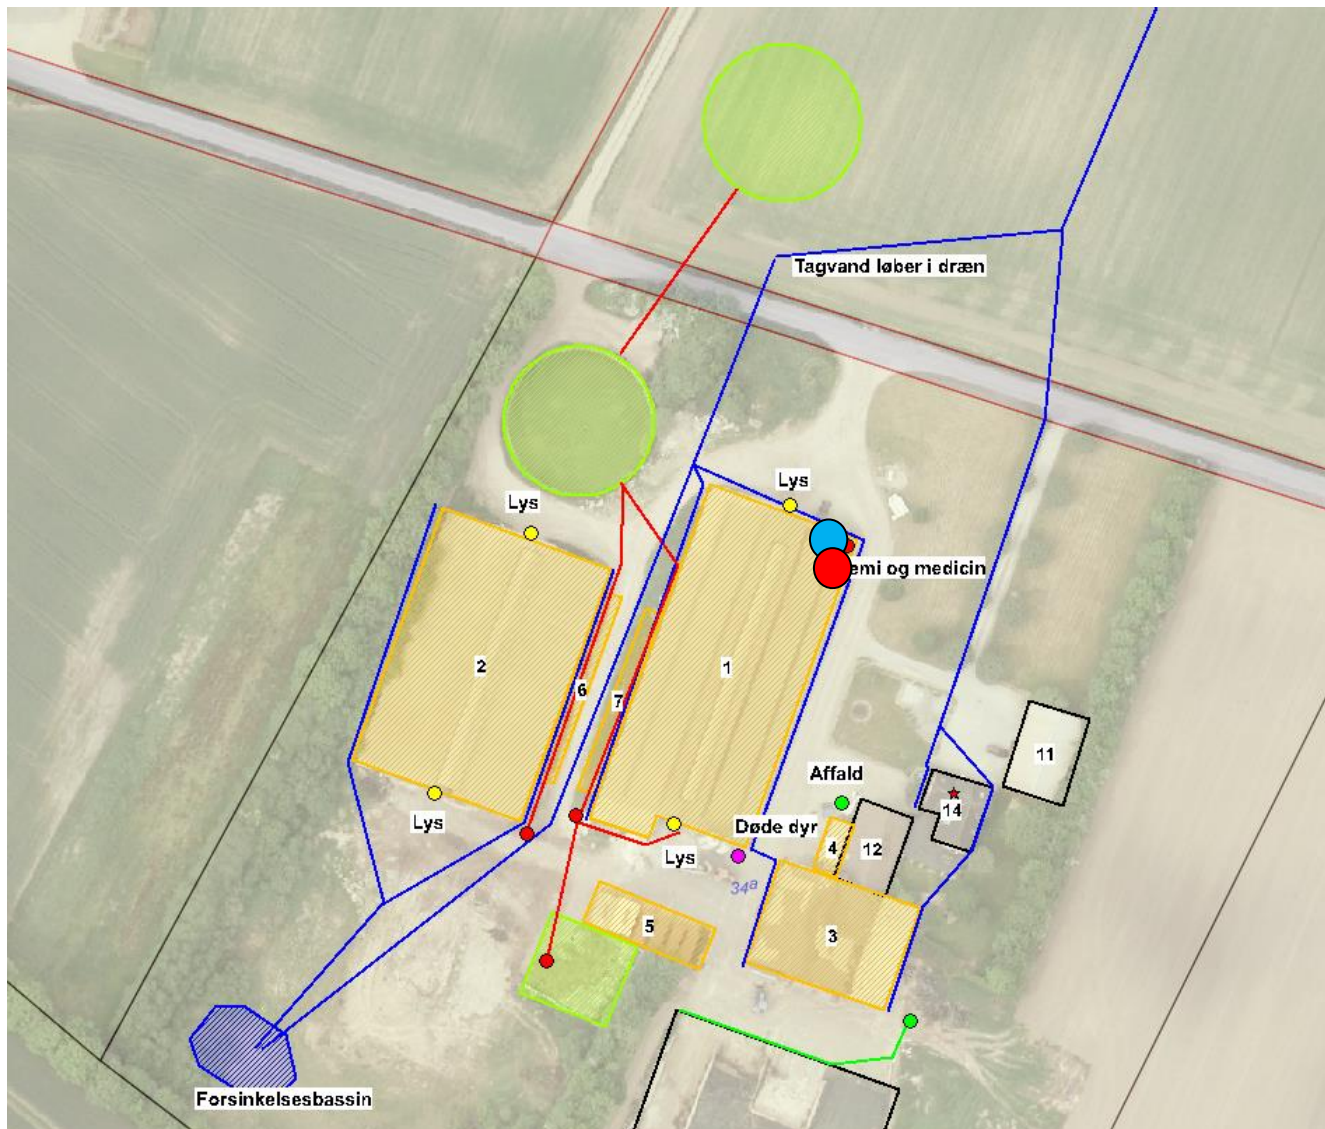 Tagvand løber i dræn
Lys
Lys
emi og medicin
2
1
6
7
11
Affald
14
Lys
Døde dyr
Lys
4
12
34a
5
3
Forsinkelsesbassin